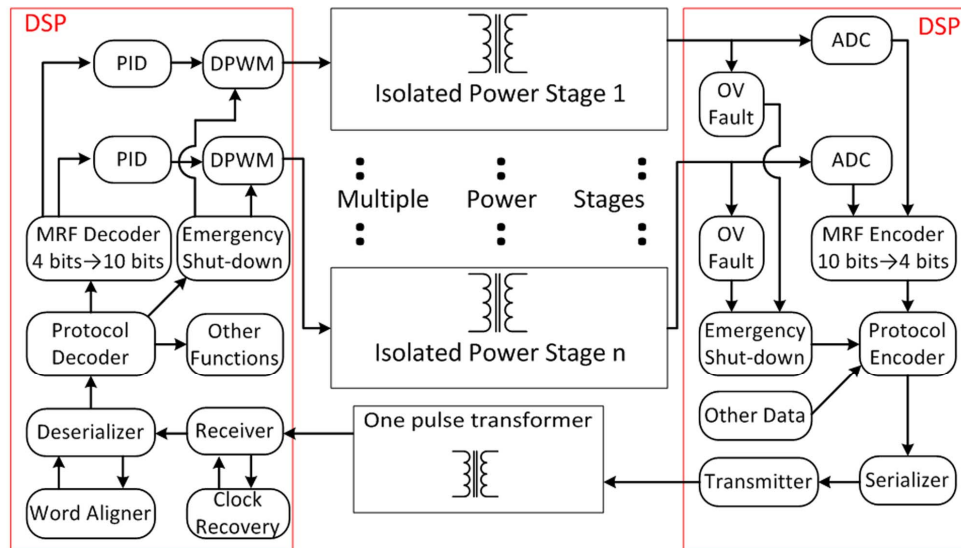 DSP
DSP
PID
DPWM
Isolated Power Stage 1
ADC
OV
Fault
PID
DPWM
Multiple Power Stages
ADC
MRF Decoder
4 bits→10 bits
Emergency
Shut-down
OV
Fault
MRF Encoder
10 bits→4 bits
Protocol
Decoder
Other
Functions
Isolated Power Stage n
Emergency
Shut-down
Protocol
Encoder
Other Data
Deserializer
Receiver
One pulse transformer
Transmitter
Serializer
Word Aligner
Clock
Recovery